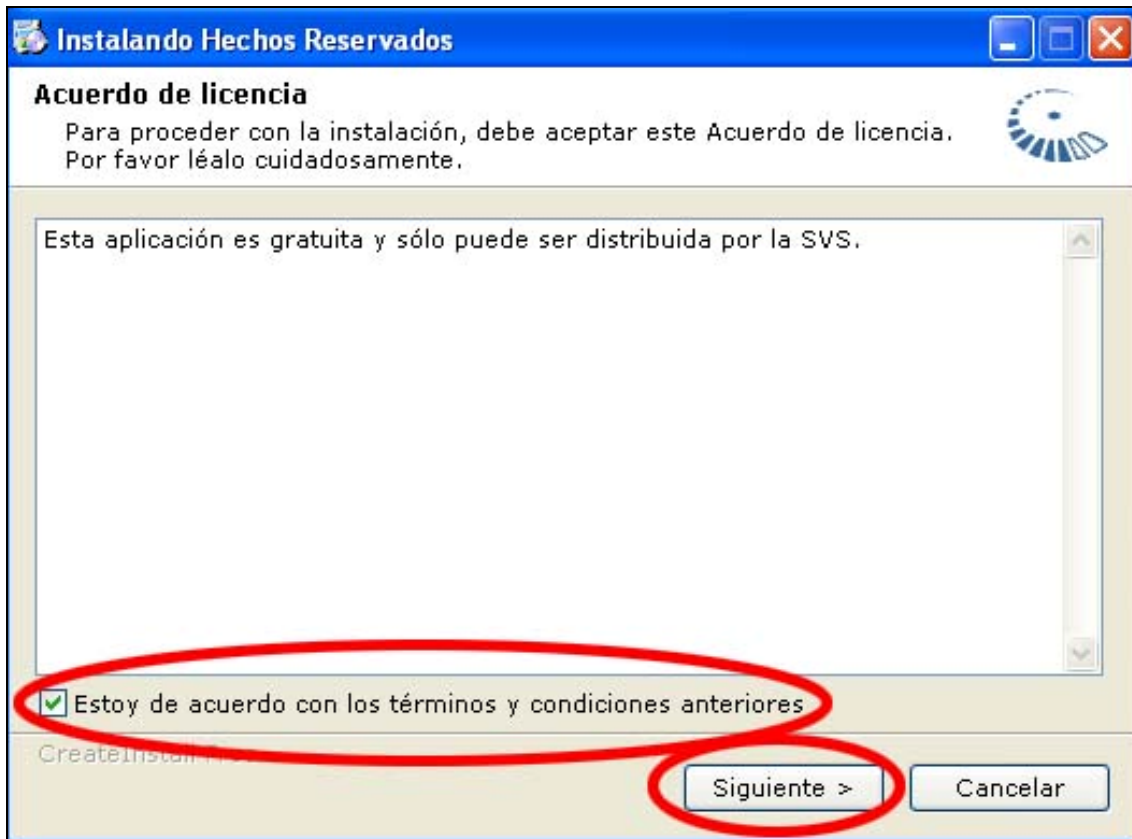 Instalando Hechos Reservados
Acuerdo de licencia
Para proceder con la instalación, debe aceptar este Acuerdo de licencia.
Por favor léalo cuidadosamente.
Esta aplicación es gratuita y sólo puede ser distribuida por la SVS.
Estoy de acuerdo con los términos y condiciones anteriores
CreateInstall
Siguiente >
Cancelar